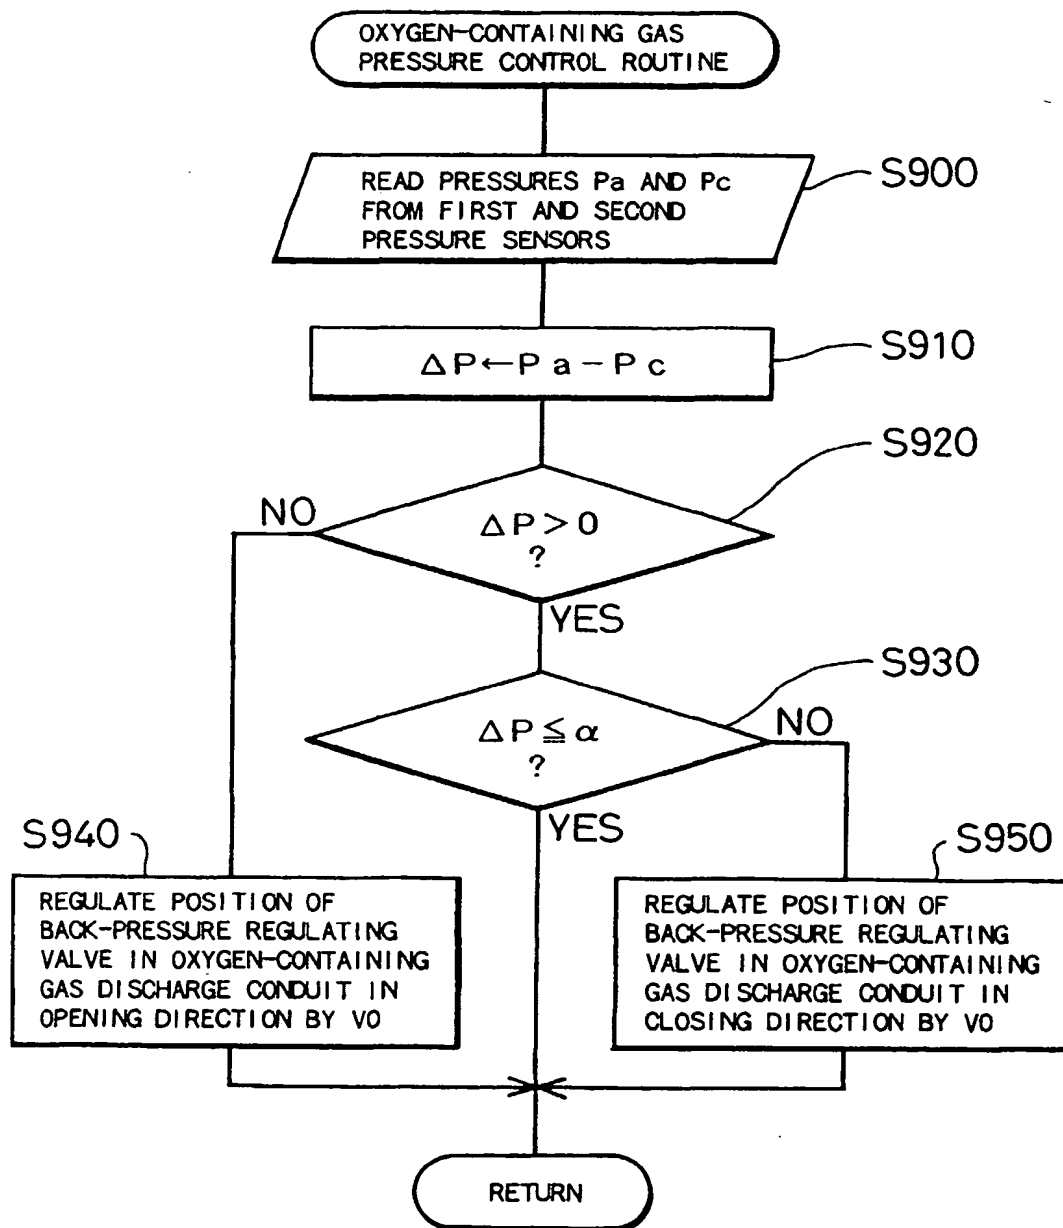 OXYGEN-CONTAINING GAS
PRESSURE CONTROL ROUTINE
READ PRESSURES Pa AND Pc
FROM FIRST AND SECOND
PRESSURE SENSORS
S900
ΔP←Pa-Pc
S910
S920
NO
ΔP>0
?
YES
S930
ΔP≦α
?
NO
YES
S940
REGULATE POSITION OF
BACK-PRESSURE REGULATING
VALVE IN OXYGEN-CONTAINING
GAS DISCHARGE CONDUIT IN
OPENING DIRECTION BY V0
S950
REGULATE POSITION OF
BACK-PRESSURE REGULATING
VALVE IN OXYGEN-CONTAINING
GAS DISCHARGE CONDUIT IN
CLOSING DIRECTION BY V0
RETURN